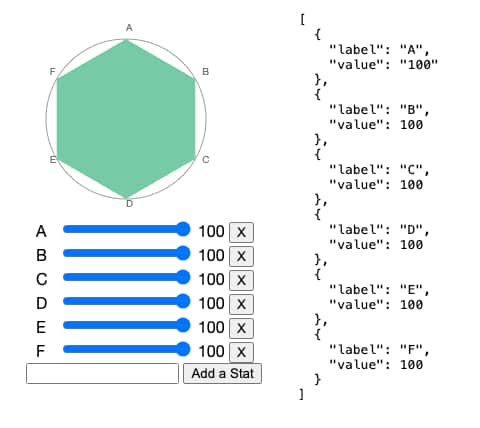 A
F B
E C
D
A 100 X
B 100 X
C 100 X
D 100 X
E 100 X
F 100 X
Add a Stat
[
  {
    "label": "A",
    "value": "100"
  },
  {
    "label": "B",
    "value": 100
  },
  {
    "label": "C",
    "value": 100
  },
  {
    "label": "D",
    "value": 100
  },
  {
    "label": "E",
    "value": 100
  },
  {
    "label": "F",
    "value": 100
  }
]